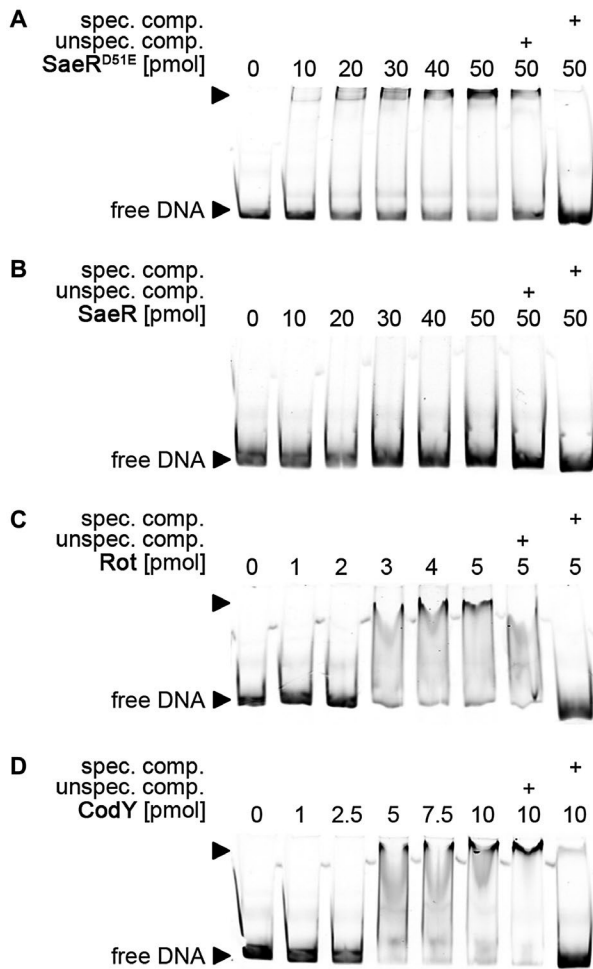 A
spec. comp. +
unspec. comp. +
SaeR^D51E [pmol] 0 10 20 30 40 50 50 50
free DNA
B
spec. comp. +
unspec. comp. +
SaeR [pmol] 0 10 20 30 40 50 50 50
free DNA
C
spec. comp. +
unspec. comp. +
Rot [pmol] 0 1 2 3 4 5 5 5
free DNA
D
spec. comp. +
unspec. comp. +
CodY [pmol] 0 1 2.5 5 7.5 10 10 10
free DNA